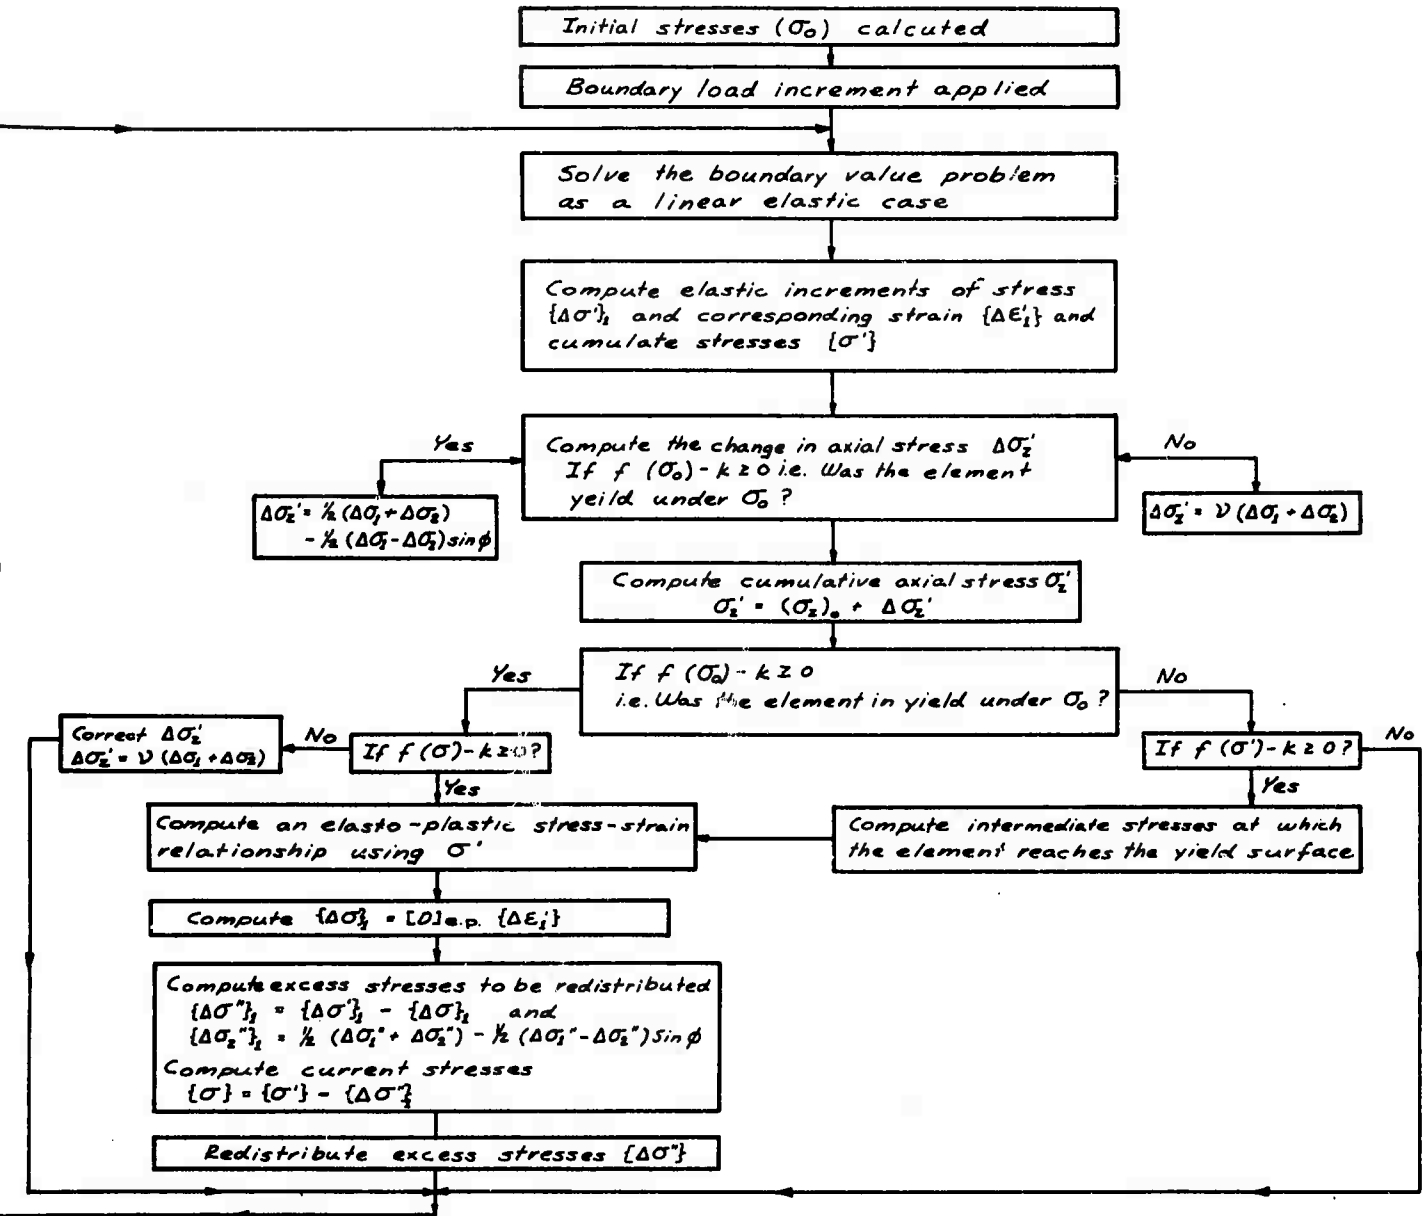 Initial stresses (σ₀) calcuted
Boundary load increment applied
Solve the boundary value problem
as a linear elastic case
Compute elastic increments of stress
{Δσ'}₁ and corresponding strain {Δε₁'} and
cumulate stresses {σ'}
Yes
Compute the change in axial stress Δσz'
If f (σ₀) - k ≥ 0 i.e. Was the element
yeild under σ₀ ?
No
Δσz' = ½ (Δσ₁ + Δσ₂)
- ½ (Δσ₁ - Δσ₂) sin ϕ
Δσz' = ν (Δσ₁ + Δσ₂)
Compute cumulative axial stress σz'
σz' = (σz)₀ + Δσz'
Yes
If f (σ₀) - k ≥ 0
i.e. Was the element in yield under σ₀ ?
No
Correct Δσz'
Δσz' = ν (Δσ₁ + Δσ₂)
No
If f (σ) - k ≥ 0 ?
If f (σ') - k ≥ 0 ?
No
Yes
Yes
Compute an elasto-plastic stress-strain
relationship using σ'
Compute intermediate stresses at which
the element reaches the yield surface
Compute {Δσ}₁ = [D]e.p. {Δε₁'}
Compute excess stresses to be redistributed
{Δσ"}₁ = {Δσ'}₁ - {Δσ}₁ and
{Δσz"}₁ = ½ (Δσ₁" + Δσ₂") - ½ (Δσ₁" - Δσ₂") Sin ϕ
Compute current stresses
{σ} = {σ'} - {Δσ"}₁
Redistribute excess stresses {Δσ"}